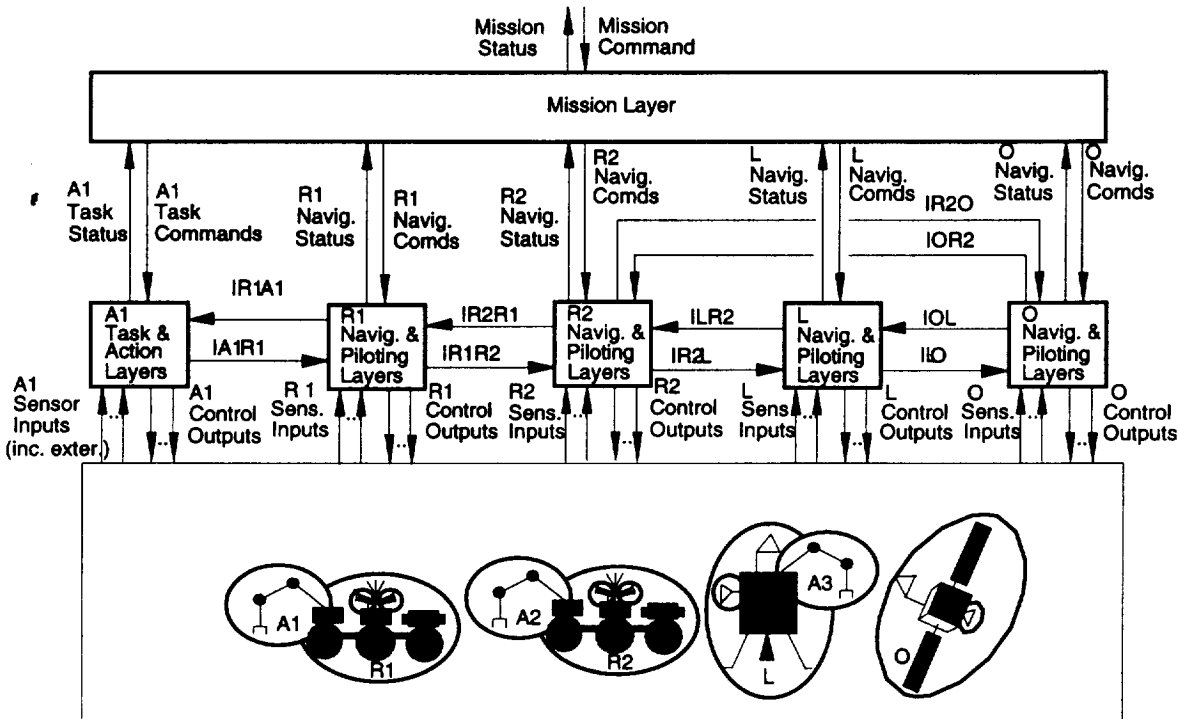 Mission
Status
Mission
Command
Mission Layer
A1
Task
Status
A1
Task
Commands
R1
Navig.
Status
R1
Navig.
Comds
R2
Navig.
Status
R2
Navig.
Comds
L
Navig.
Status
L
Navig.
Comds
O
Navig.
Status
O
Navig.
Comds
IR2O
IOR2
IR1A1
IA1R1
IR2R1
IR1R2
ILR2
IR2L
IOL
ILO
A1
Task &
Action
Layers
R1
Navig. &
Piloting
Layers
R2
Navig. &
Piloting
Layers
L
Navig. &
Piloting
Layers
O
Navig. &
Piloting
Layers
A1
Sensor
Inputs
(inc. exter.)
A1
Control
Outputs
R1
Sens.
Inputs
R1
Control
Outputs
R2
Sens.
Inputs
R2
Control
Outputs
L
Sens.
Inputs
L
Control
Outputs
O
Sens.
Inputs
O
Control
Outputs
A1
R1
A2
R2
A3
L
O